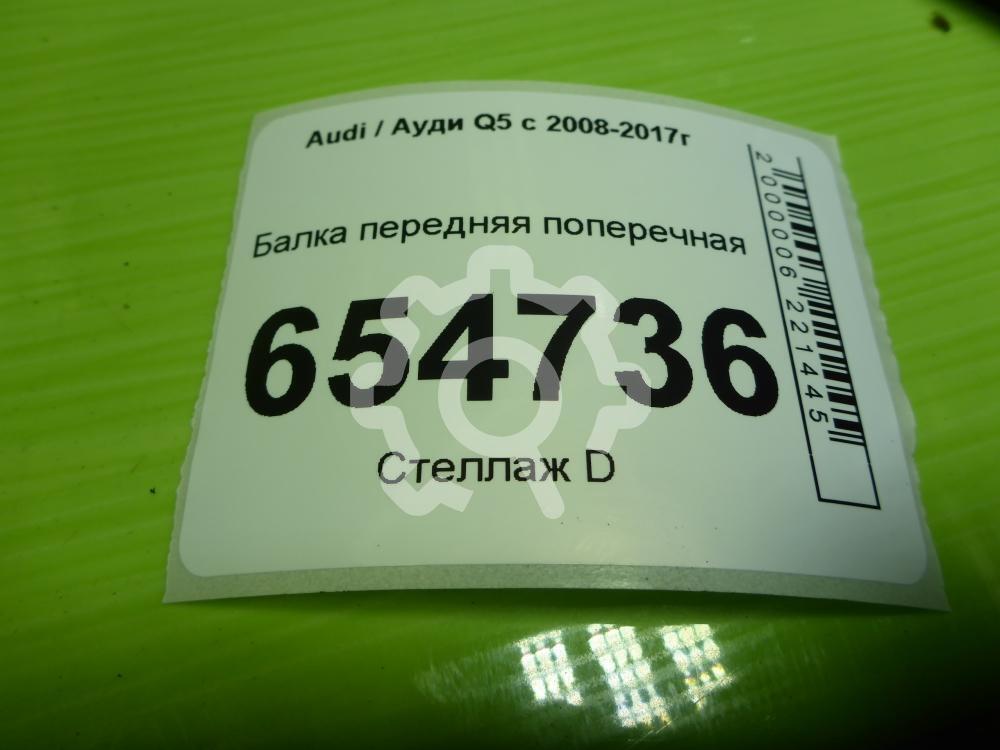 Audi / Ауди Q5 с 2008-2017г
Балка передняя поперечная
654736
Стеллаж D
2000006221445